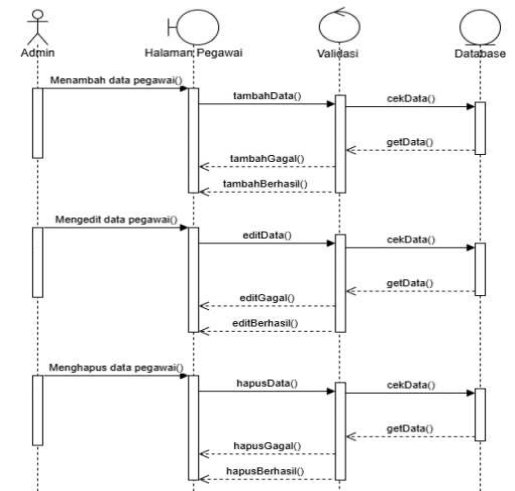 Admin
Halaman Pegawai
Validasi
Database
Menambah data pegawai()
tambahData()
cekData()
getData()
tambahGagal()
tambahBerhasil()
Mengedit data pegawai()
editData()
cekData()
getData()
editGagal()
editBerhasil()
Menghapus data pegawai()
hapusData()
cekData()
getData()
hapusGagal()
hapusBerhasil()